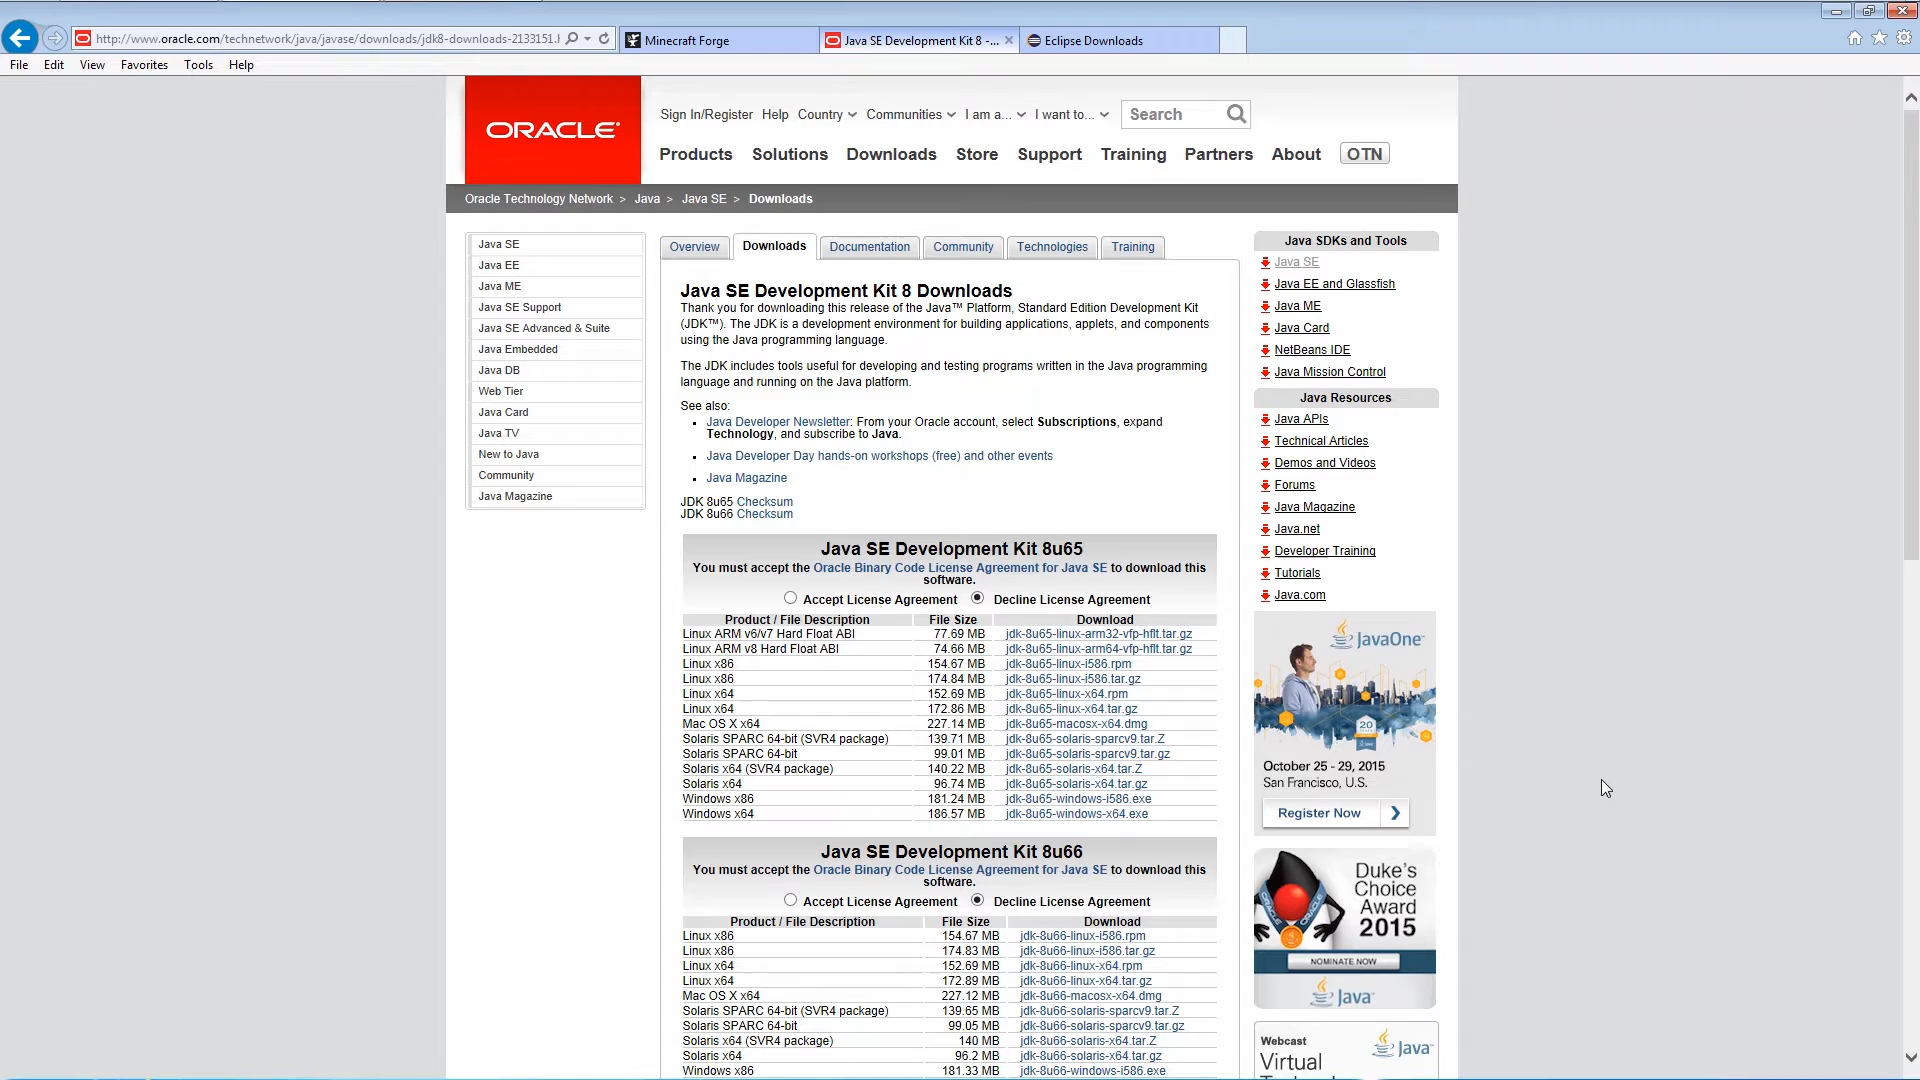 http://www.oracle.com/technetwork/java/javase/downloads/jdk8-downloads-2133151.
Minecraft Forge
Java SE Development Kit 8 -...
Eclipse Downloads
File Edit View Favorites Tools Help
ORACLE
Sign In/Register Help Country Communities I am a... I want to... Search
Products Solutions Downloads Store Support Training Partners About OTN
Oracle Technology Network > Java > Java SE > Downloads
Java SE
Java EE
Java ME
Java SE Support
Java SE Advanced & Suite
Java Embedded
Java DB
Web Tier
Java Card
Java TV
New to Java
Community
Java Magazine
Overview Downloads Documentation Community Technologies Training
Java SE Development Kit 8 Downloads
Thank you for downloading this release of the Java™ Platform, Standard Edition Development Kit
(JDK™). The JDK is a development environment for building applications, applets, and components
using the Java programming language.
The JDK includes tools useful for developing and testing programs written in the Java programming
language and running on the Java platform.
See also:
Java Developer Newsletter: From your Oracle account, select Subscriptions, expand
Technology, and subscribe to Java.
Java Developer Day hands-on workshops (free) and other events
Java Magazine
JDK 8u65 Checksum
JDK 8u66 Checksum
Java SE Development Kit 8u65
You must accept the Oracle Binary Code License Agreement for Java SE to download this
software.
Accept License Agreement Decline License Agreement
Product / File Description File Size Download
Linux ARM v6/v7 Hard Float ABI 77.69 MB jdk-8u65-linux-arm32-vfp-hflt.tar.gz
Linux ARM v8 Hard Float ABI 74.66 MB jdk-8u65-linux-arm64-vfp-hflt.tar.gz
Linux x86 154.67 MB jdk-8u65-linux-i586.rpm
Linux x86 174.84 MB jdk-8u65-linux-i586.tar.gz
Linux x64 152.69 MB jdk-8u65-linux-x64.rpm
Linux x64 172.86 MB jdk-8u65-linux-x64.tar.gz
Mac OS X x64 227.14 MB jdk-8u65-macosx-x64.dmg
Solaris SPARC 64-bit (SVR4 package) 139.71 MB jdk-8u65-solaris-sparcv9.tar.Z
Solaris SPARC 64-bit 99.01 MB jdk-8u65-solaris-sparcv9.tar.gz
Solaris x64 (SVR4 package) 140.22 MB jdk-8u65-solaris-x64.tar.Z
Solaris x64 96.74 MB jdk-8u65-solaris-x64.tar.gz
Windows x86 181.24 MB jdk-8u65-windows-i586.exe
Windows x64 186.57 MB jdk-8u65-windows-x64.exe
Java SE Development Kit 8u66
You must accept the Oracle Binary Code License Agreement for Java SE to download this
software.
Accept License Agreement Decline License Agreement
Product / File Description File Size Download
Linux x86 154.67 MB jdk-8u66-linux-i586.rpm
Linux x86 174.83 MB jdk-8u66-linux-i586.tar.gz
Linux x64 152.69 MB jdk-8u66-linux-x64.rpm
Linux x64 172.89 MB jdk-8u66-linux-x64.tar.gz
Mac OS X x64 227.12 MB jdk-8u66-macosx-x64.dmg
Solaris SPARC 64-bit (SVR4 package) 139.65 MB jdk-8u66-solaris-sparcv9.tar.Z
Solaris SPARC 64-bit 99.05 MB jdk-8u66-solaris-sparcv9.tar.gz
Solaris x64 (SVR4 package) 140 MB jdk-8u66-solaris-x64.tar.Z
Solaris x64 96.2 MB jdk-8u66-solaris-x64.tar.gz
Windows x86 181.33 MB jdk-8u66-windows-i586.exe
Java SDKs and Tools
Java SE
Java EE and Glassfish
Java ME
Java Card
NetBeans IDE
Java Mission Control
Java Resources
Java APIs
Technical Articles
Demos and Videos
Forums
Java Magazine
Java.net
Developer Training
Tutorials
Java.com
JavaOne™
20
October 25 - 29, 2015
San Francisco, U.S.
Register Now
Duke's
Choice
Award
2015
NOMINATE NOW
Java™
Webcast
Virtual
Java™